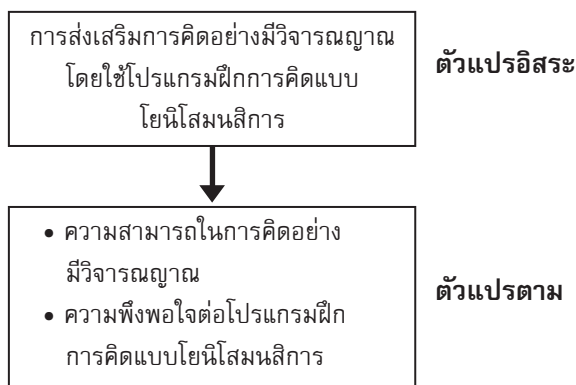 การส่งเสริมการคิดอย่างมีวิจารณญาณ
โดยใช้โปรแกรมฝึกการคิดแบบ
โยนิโสมนสิการ
ตัวแปรอิสระ
• ความสามารถในการคิดอย่าง
มีวิจารณญาณ
• ความพึงพอใจต่อโปรแกรมฝึก
การคิดแบบโยนิโสมนสิการ
ตัวแปรตาม